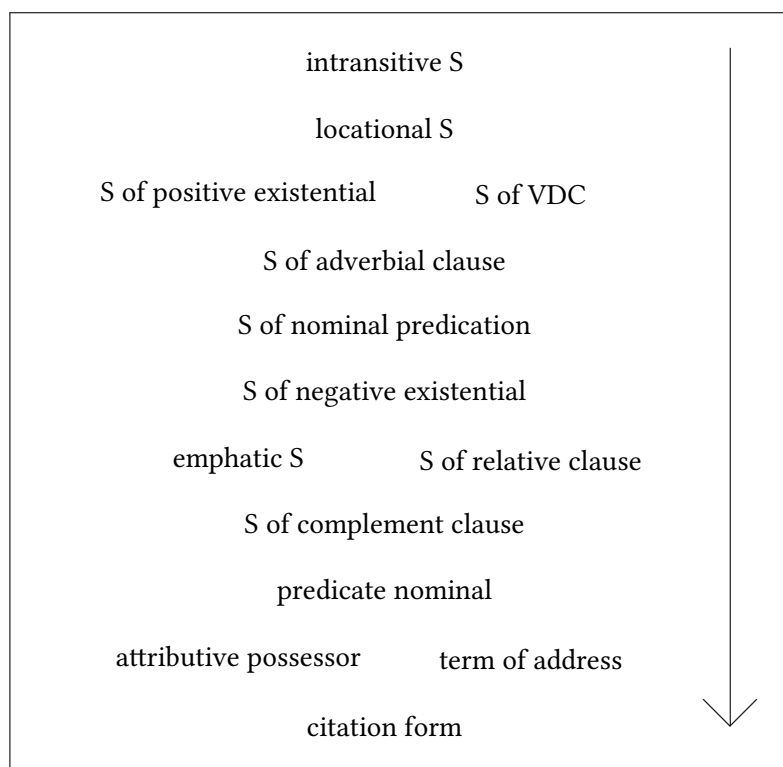 intransitive S
locational S
S of positive existential S of VDC
S of adverbial clause
S of nominal predication
S of negative existential
emphatic S S of relative clause
S of complement clause
predicate nominal
attributive possessor term of address
citation form